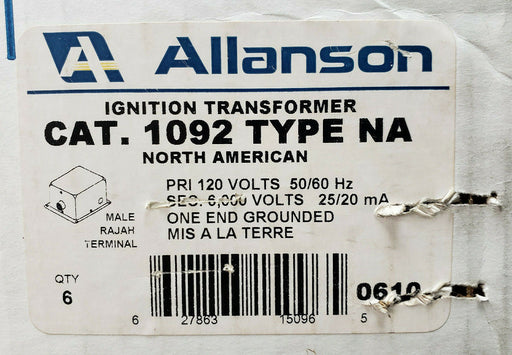 Allanson
IGNITION TRANSFORMER
CAT. 1092 TYPE NA
NORTH AMERICAN
PRI 120 VOLTS 50/60 Hz
SEC. 6,000 VOLTS 25/20 mA
ONE END GROUNDED
MIS A LA TERRE
MALE
RAJAH
TERMINAL
QTY
6
0610
6 27863 15096 5